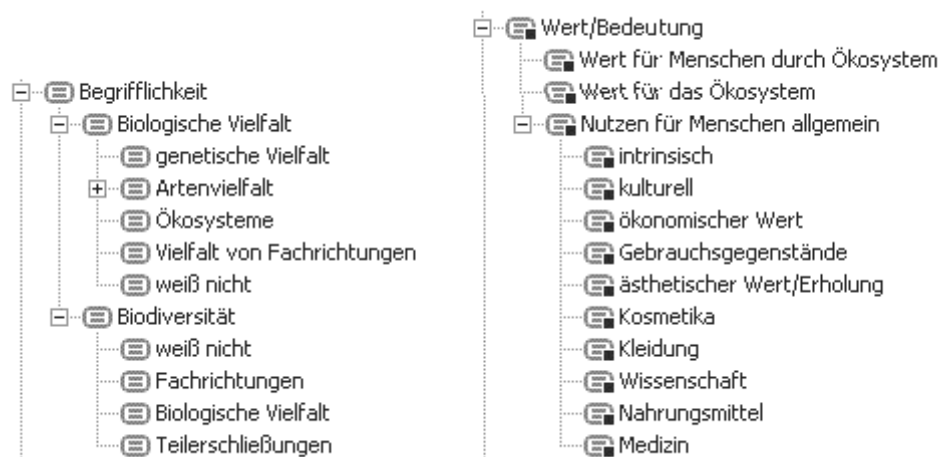 Begrifflichkeit
Biologische Vielfalt
genetische Vielfalt
Artenvielfalt
Ökosysteme
Vielfalt von Fachrichtungen
weiß nicht
Biodiversität
weiß nicht
Fachrichtungen
Biologische Vielfalt
Teilerschließungen
Wert/Bedeutung
Wert für Menschen durch Ökosystem
Wert für das Ökosystem
Nutzen für Menschen allgemein
intrinsisch
kulturell
ökonomischer Wert
Gebrauchsgegenstände
ästhetischer Wert/Erholung
Kosmetika
Kleidung
Wissenschaft
Nahrungsmittel
Medizin